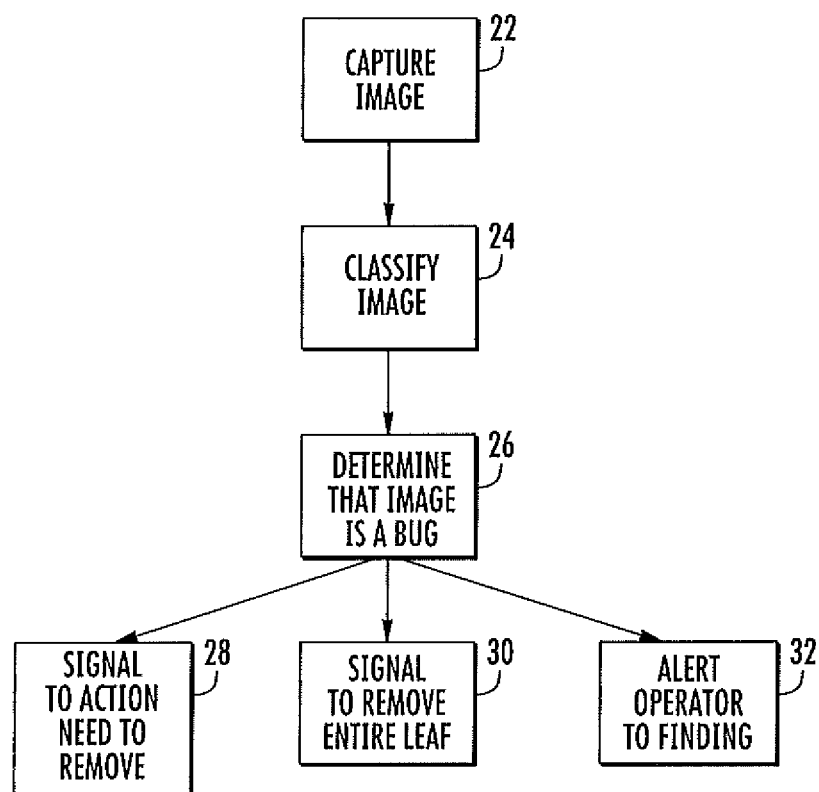 22
CAPTURE
IMAGE
24
CLASSIFY
IMAGE
26
DETERMINE
THAT IMAGE
IS A BUG
28
SIGNAL
TO ACTION
NEED TO
REMOVE
30
SIGNAL
TO REMOVE
ENTIRE LEAF
32
ALERT
OPERATOR
TO FINDING